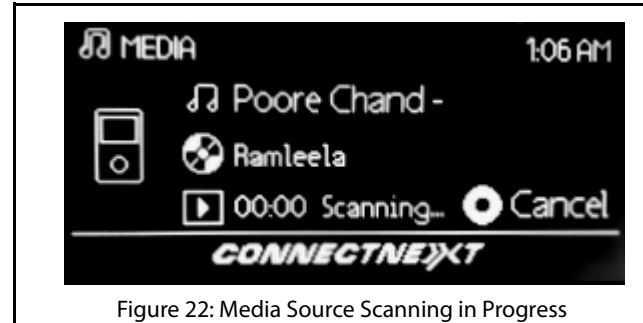 MEDIA 1:06 AM
Poore Chand -
Ramleela
00:00 Scanning... Cancel
CONNECTNEXT
Figure 22: Media Source Scanning in Progress